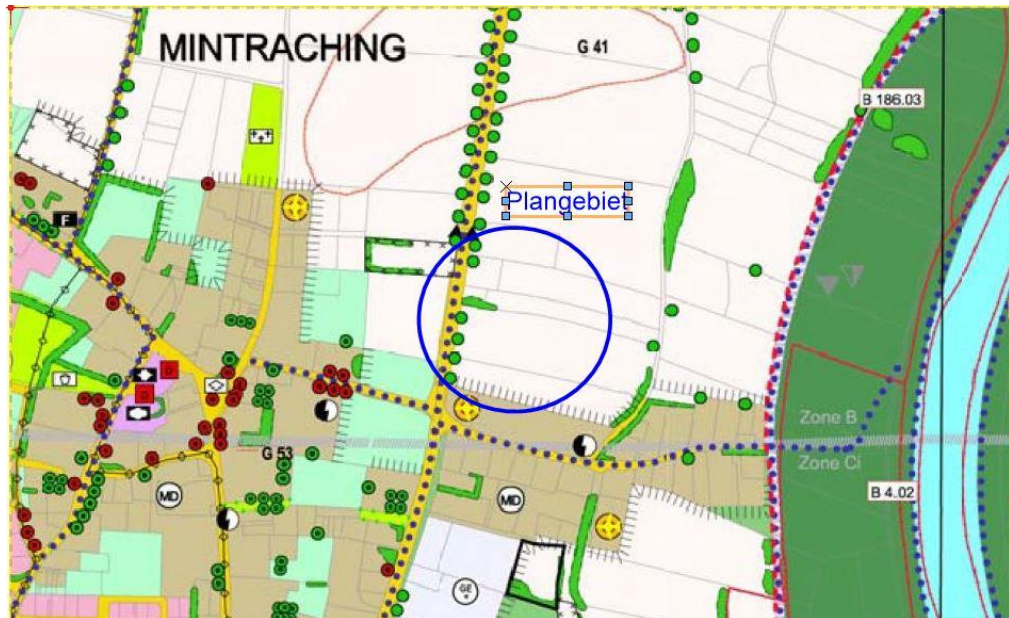 MINTRACHING
G 41
B 186.03
Plangebiet
F
Zone B
Zone Ci
G 53
B 4.02
MD
MD
GE